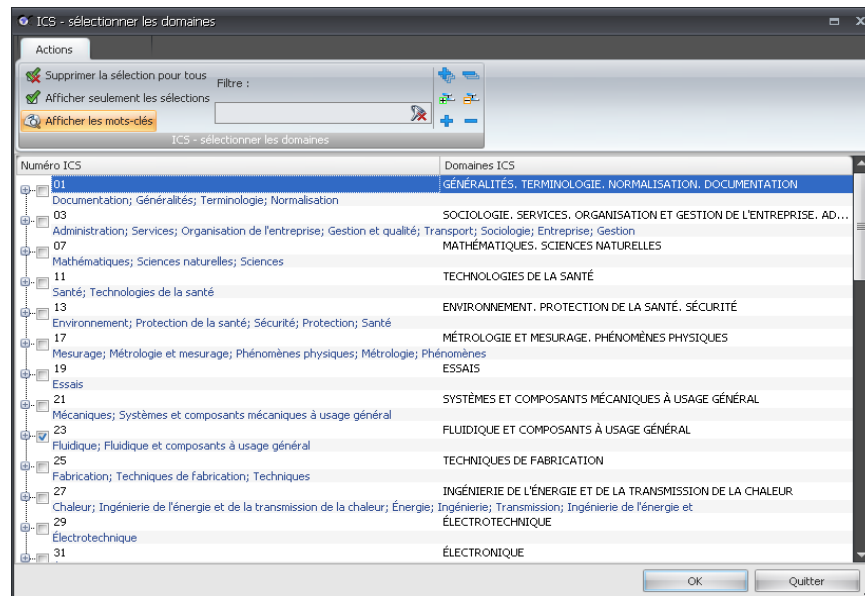 ICS - sélectionner les domaines
Actions
Supprimer la sélection pour tous
Filtre :
Afficher seulement les sélections
Afficher les mots-clés
ICS - sélectionner les domaines
Numéro ICS Domaines ICS
01 GÉNÉRALITÉS. TERMINOLOGIE. NORMALISATION. DOCUMENTATION
Documentation; Généralités; Terminologie; Normalisation
03 SOCIOLOGIE. SERVICES. ORGANISATION ET GESTION DE L'ENTREPRISE. AD...
Administration; Services; Organisation de l'entreprise; Gestion et qualité; Transport; Sociologie; Entreprise; Gestion
07 MATHÉMATIQUES. SCIENCES NATURELLES
Mathématiques; Sciences naturelles; Sciences
11 TECHNOLOGIES DE LA SANTÉ
Santé; Technologies de la santé
13 ENVIRONNEMENT. PROTECTION DE LA SANTÉ. SÉCURITÉ
Environnement; Protection de la santé; Sécurité; Protection; Santé
17 MÉTROLOGIE ET MESURAGE. PHÉNOMÈNES PHYSIQUES
Mesurage; Métrologie et mesurage; Phénomènes physiques; Métrologie; Phénomènes
19 ESSAIS
Essais
21 SYSTÈMES ET COMPOSANTS MÉCANIQUES À USAGE GÉNÉRAL
Mécaniques; Systèmes et composants mécaniques à usage général
23 FLUIDIQUE ET COMPOSANTS À USAGE GÉNÉRAL
Fluidique; Fluidique et composants à usage général
25 TECHNIQUES DE FABRICATION
Fabrication; Techniques de fabrication; Techniques
27 INGÉNIERIE DE L'ÉNERGIE ET DE LA TRANSMISSION DE LA CHALEUR
Chaleur; Ingénierie de l'énergie et de la transmission de la chaleur; Énergie; Ingénierie; Transmission; Ingénierie de l'énergie et
29 ÉLECTROTECHNIQUE
Électrotechnique
31 ÉLECTRONIQUE
OK Quitter